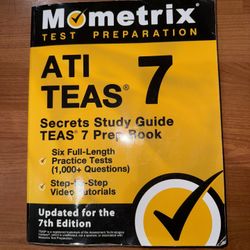 Mometrix®
TEST PREPARATION
ATI
TEAS® 7
Secrets Study Guide
TEAS® 7 Prep Book
Six Full-Length
Practice Tests
(1,000+ Questions)
Step-by-Step
Video Tutorials
Updated for the
7th Edition